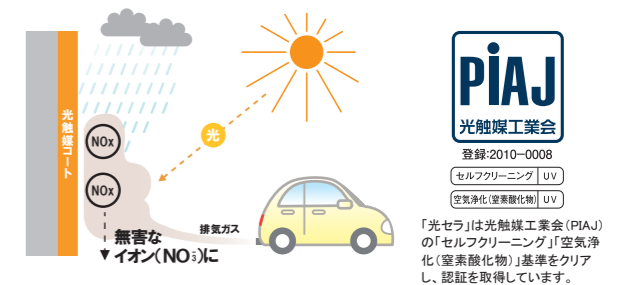 光触媒コート
NOx
NOx
光
排気ガス
無害な
イオン(NO₃⁻)に
PIAJ
光触媒工業会
登録:2010-0008
セルフクリーニング UV
空気浄化(窒素酸化物) UV
「光セラ」は光触媒工業会(PIAJ)
の「セルフクリーニング」「空気浄
化(窒素酸化物)」基準をクリア
し、認証を取得しています。